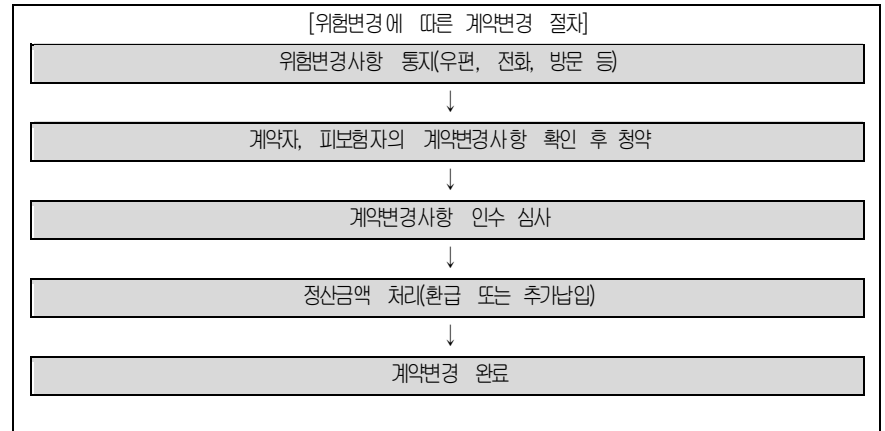 [위험변경에 따른 계약변경 절차]
위험변경사항 통지(우편, 전화, 방문 등)
↓
계약자, 피보험자의 계약변경사항 확인 후 청약
↓
계약변경사항 인수 심사
↓
정산금액 처리(환급 또는 추가납입)
↓
계약변경 완료